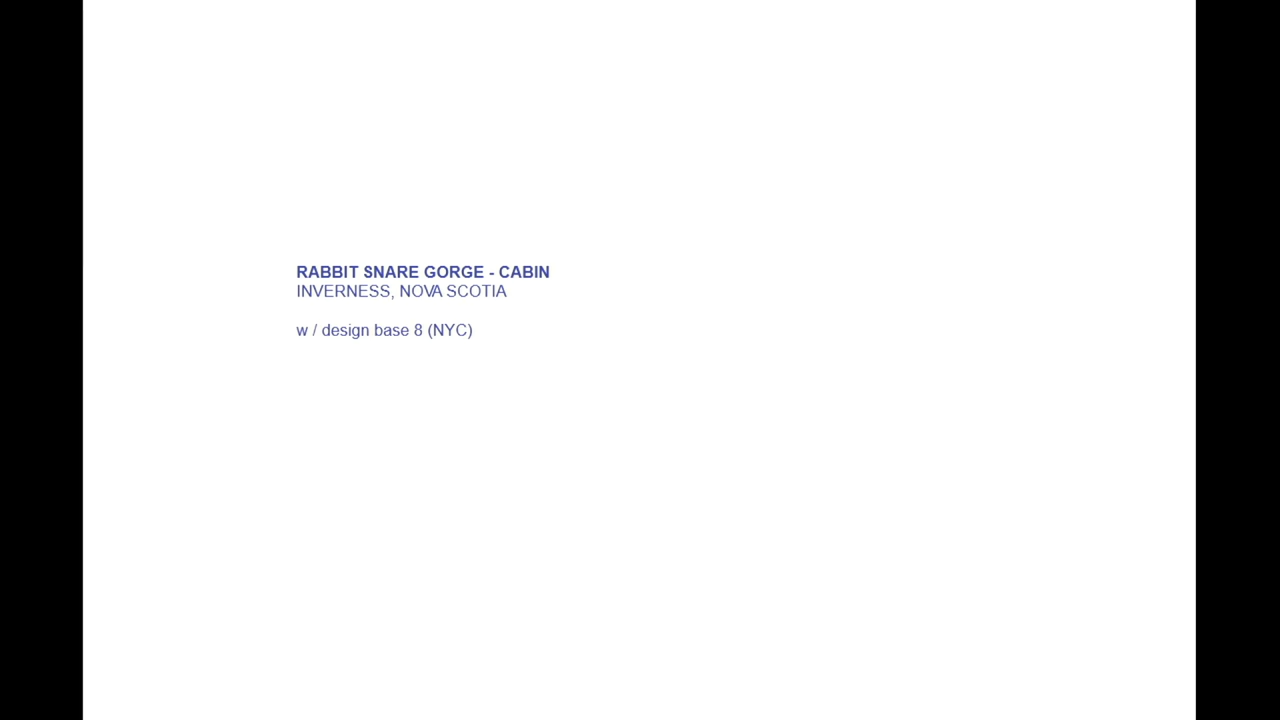 RABBIT SNARE GORGE - CABIN
INVERNESS, NOVA SCOTIA
w / design base 8 (NYC)